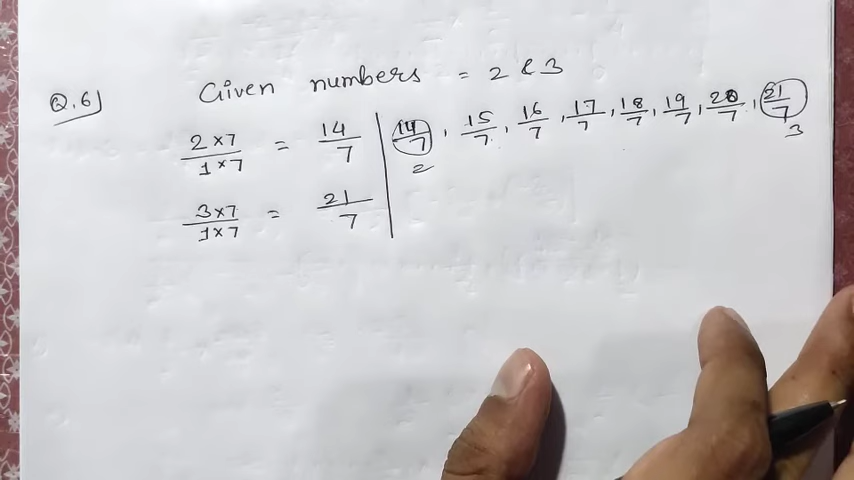 Q.6) Given numbers = 2 & 3
2×7/1×7 = 14/7 | 14/7, 15/7, 16/7, 17/7, 18/7, 19/7, 20/7, 21/7
2 3
3×7/1×7 = 21/7